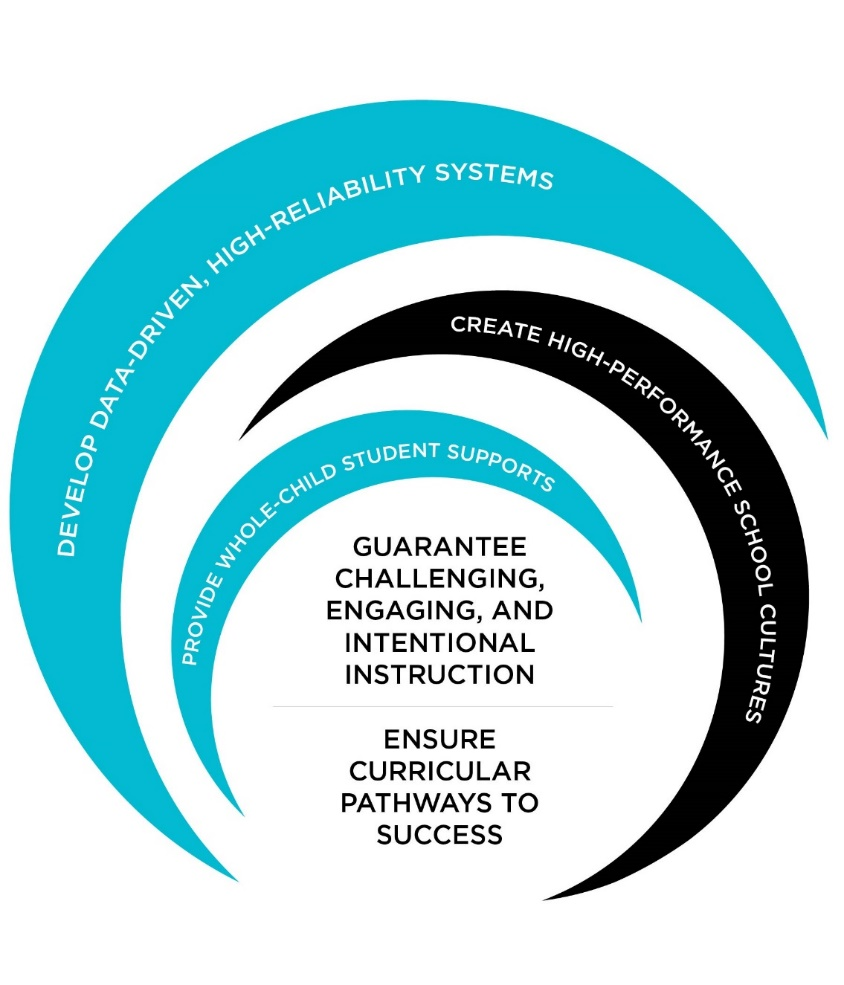 DEVELOP DATA-DRIVEN, HIGH-RELIABILITY SYSTEMS
CREATE HIGH-PERFORMANCE SCHOOL CULTURES
PROVIDE WHOLE-CHILD STUDENT SUPPORTS
GUARANTEE
CHALLENGING,
ENGAGING, AND
INTENTIONAL
INSTRUCTION
ENSURE
CURRICULAR
PATHWAYS TO
SUCCESS